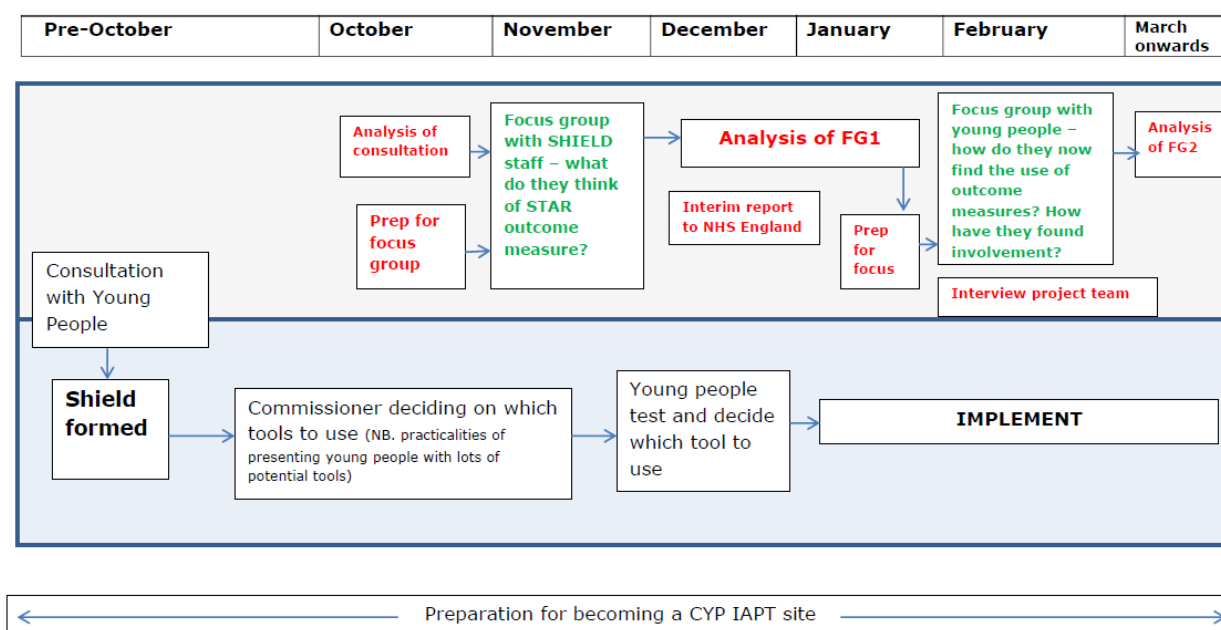 Pre-October
October
November
December
January
February
March
onwards
Analysis of
consultation
Prep for
focus
group
Focus group
with SHIELD
staff – what
do they think
of STAR
outcome
measure?
Analysis of FG1
Interim report
to NHS England
Prep
for
focus
Focus group with
young people –
how do they now
find the use of
outcome
measures? How
have they found
involvement?
Analysis
of FG2
Interview project team
Consultation
with Young
People
Shield
formed
Commissioner deciding on which
tools to use (NB. practicalities of
presenting young people with lots of
potential tools)
Young people
test and decide
which tool to
use
IMPLEMENT
Preparation for becoming a CYP IAPT site